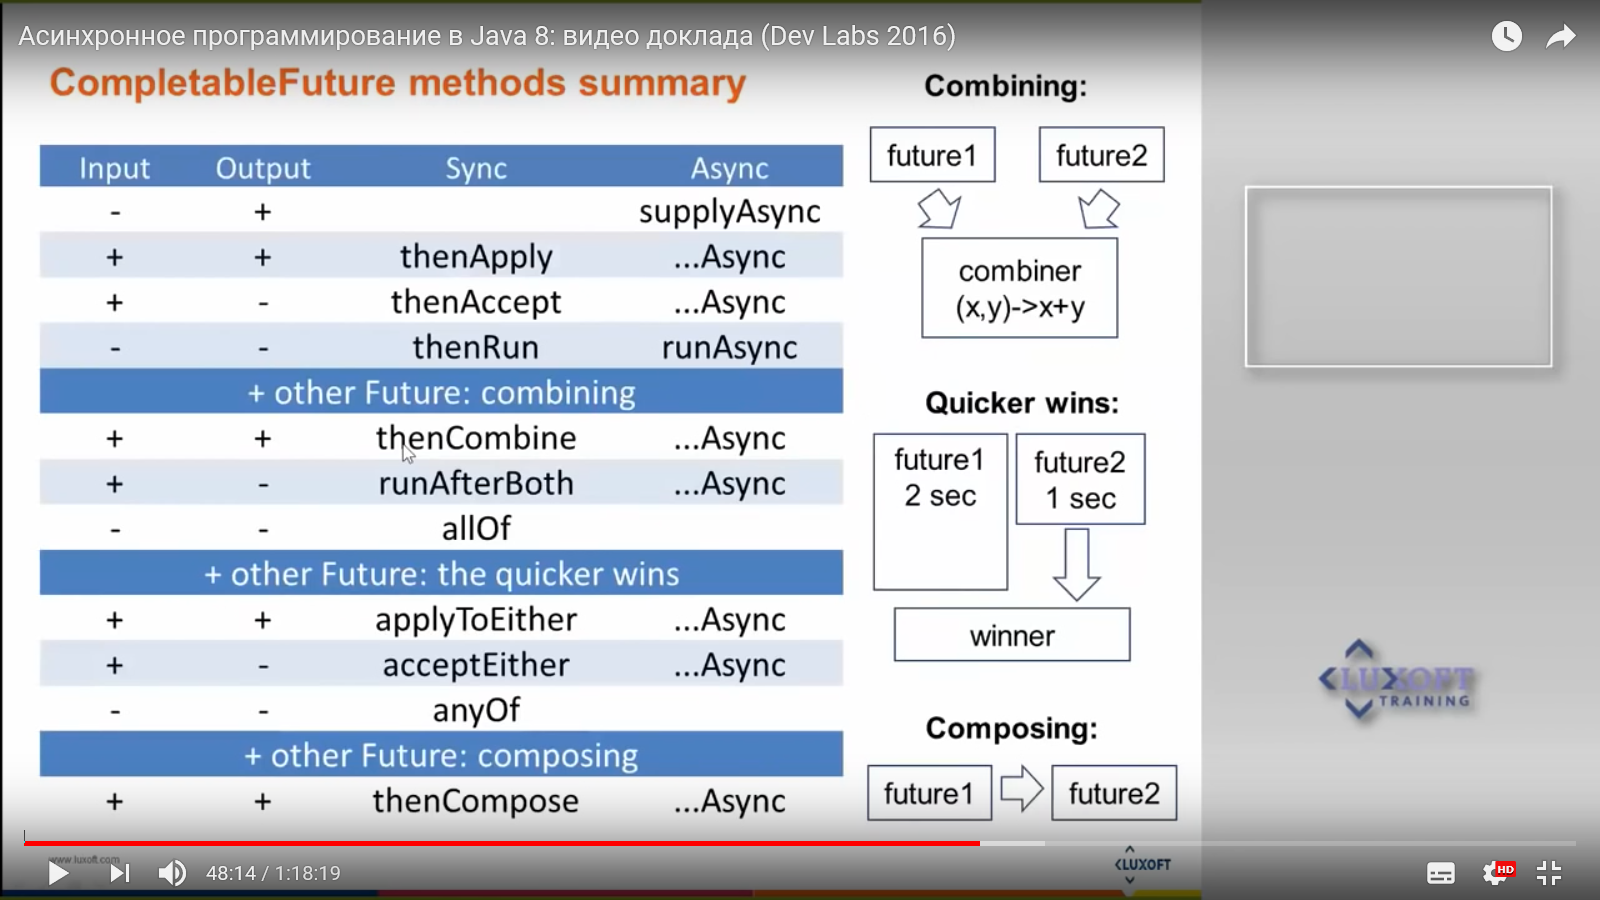 Асинхронное программирование в Java 8: видео доклада (Dev Labs 2016)
CompletableFuture methods summary
Input Output Sync Async
- + supplyAsync
+ + thenApply ...Async
+ - thenAccept ...Async
- - thenRun runAsync
+ other Future: combining
+ + thenCombine ...Async
+ - runAfterBoth ...Async
- - allOf
+ other Future: the quicker wins
+ + applyToEither ...Async
+ - acceptEither ...Async
- - anyOf
+ other Future: composing
+ + thenCompose ...Async
Combining:
future1 future2
combiner
(x,y)->x+y
Quicker wins:
future1
2 sec
future2
1 sec
winner
Composing:
future1 future2
LUXOFT
TRAINING
www.luxoft.com
LUXOFT
48:14 / 1:18:19
HD